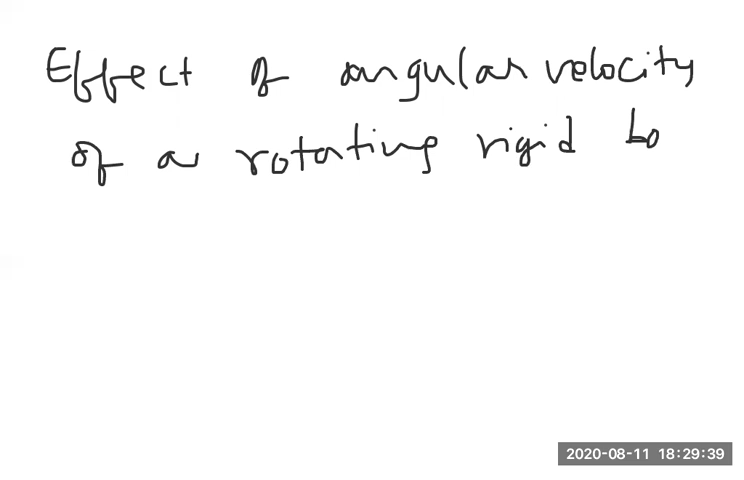 Effect of angular velocity
of a rotating rigid bo
2020-08-11 18:29:39